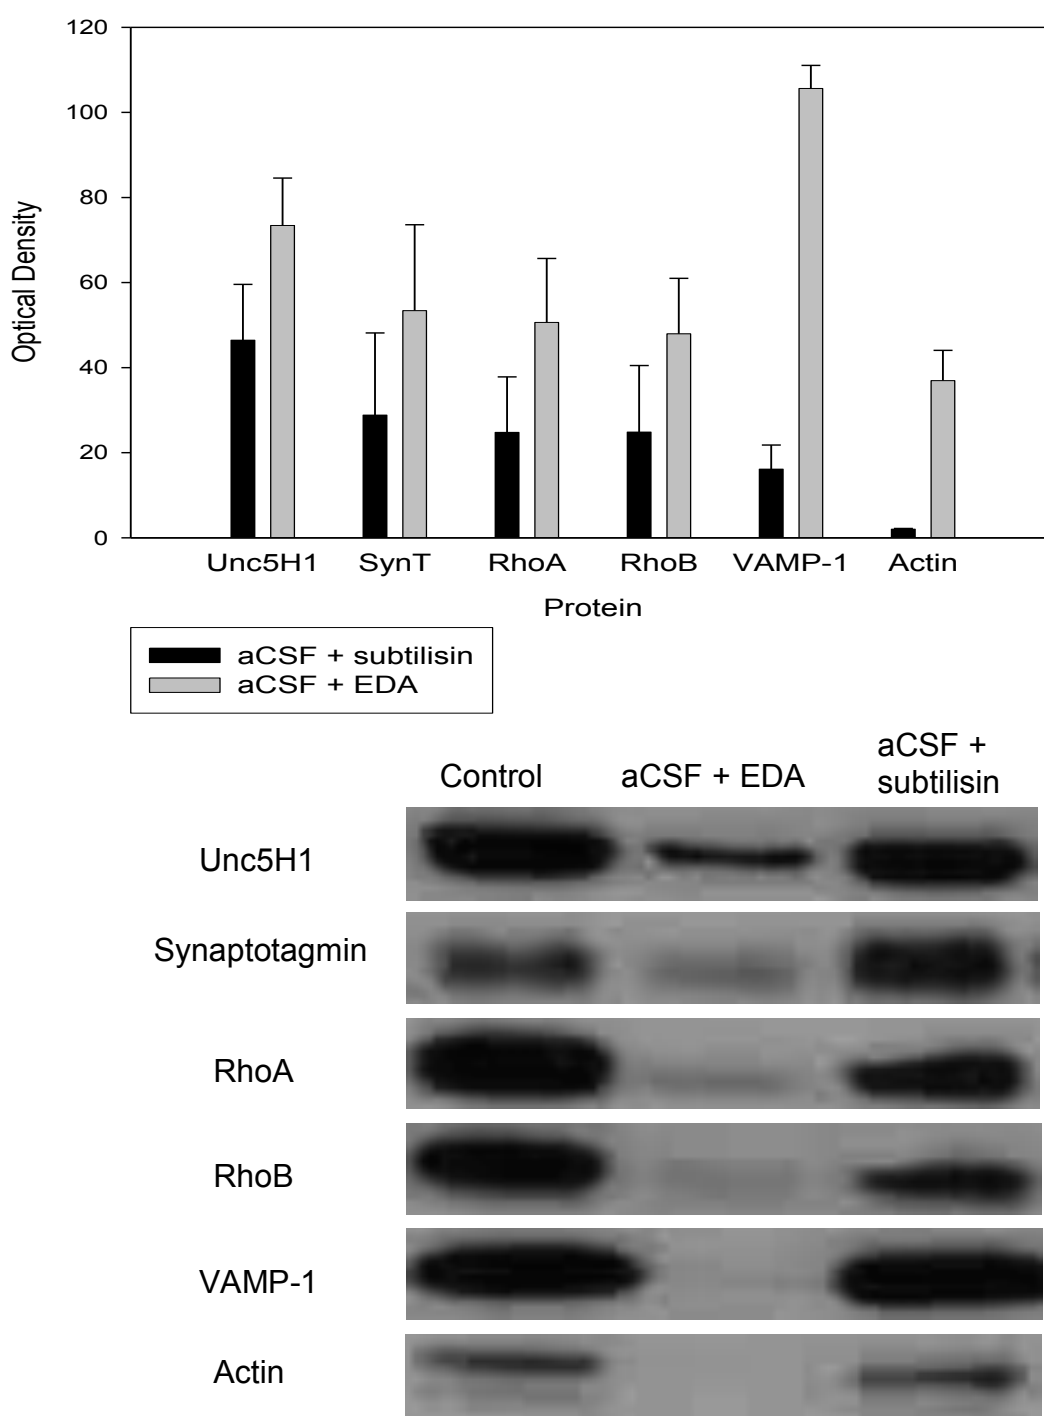 120
100
80
60
40
20
0
Optical Density
Unc5H1 SynT RhoA RhoB VAMP-1 Actin
Protein
aCSF + subtilisin
aCSF + EDA
Control aCSF + EDA aCSF + subtilisin
Unc5H1
Synaptotagmin
RhoA
RhoB
VAMP-1
Actin